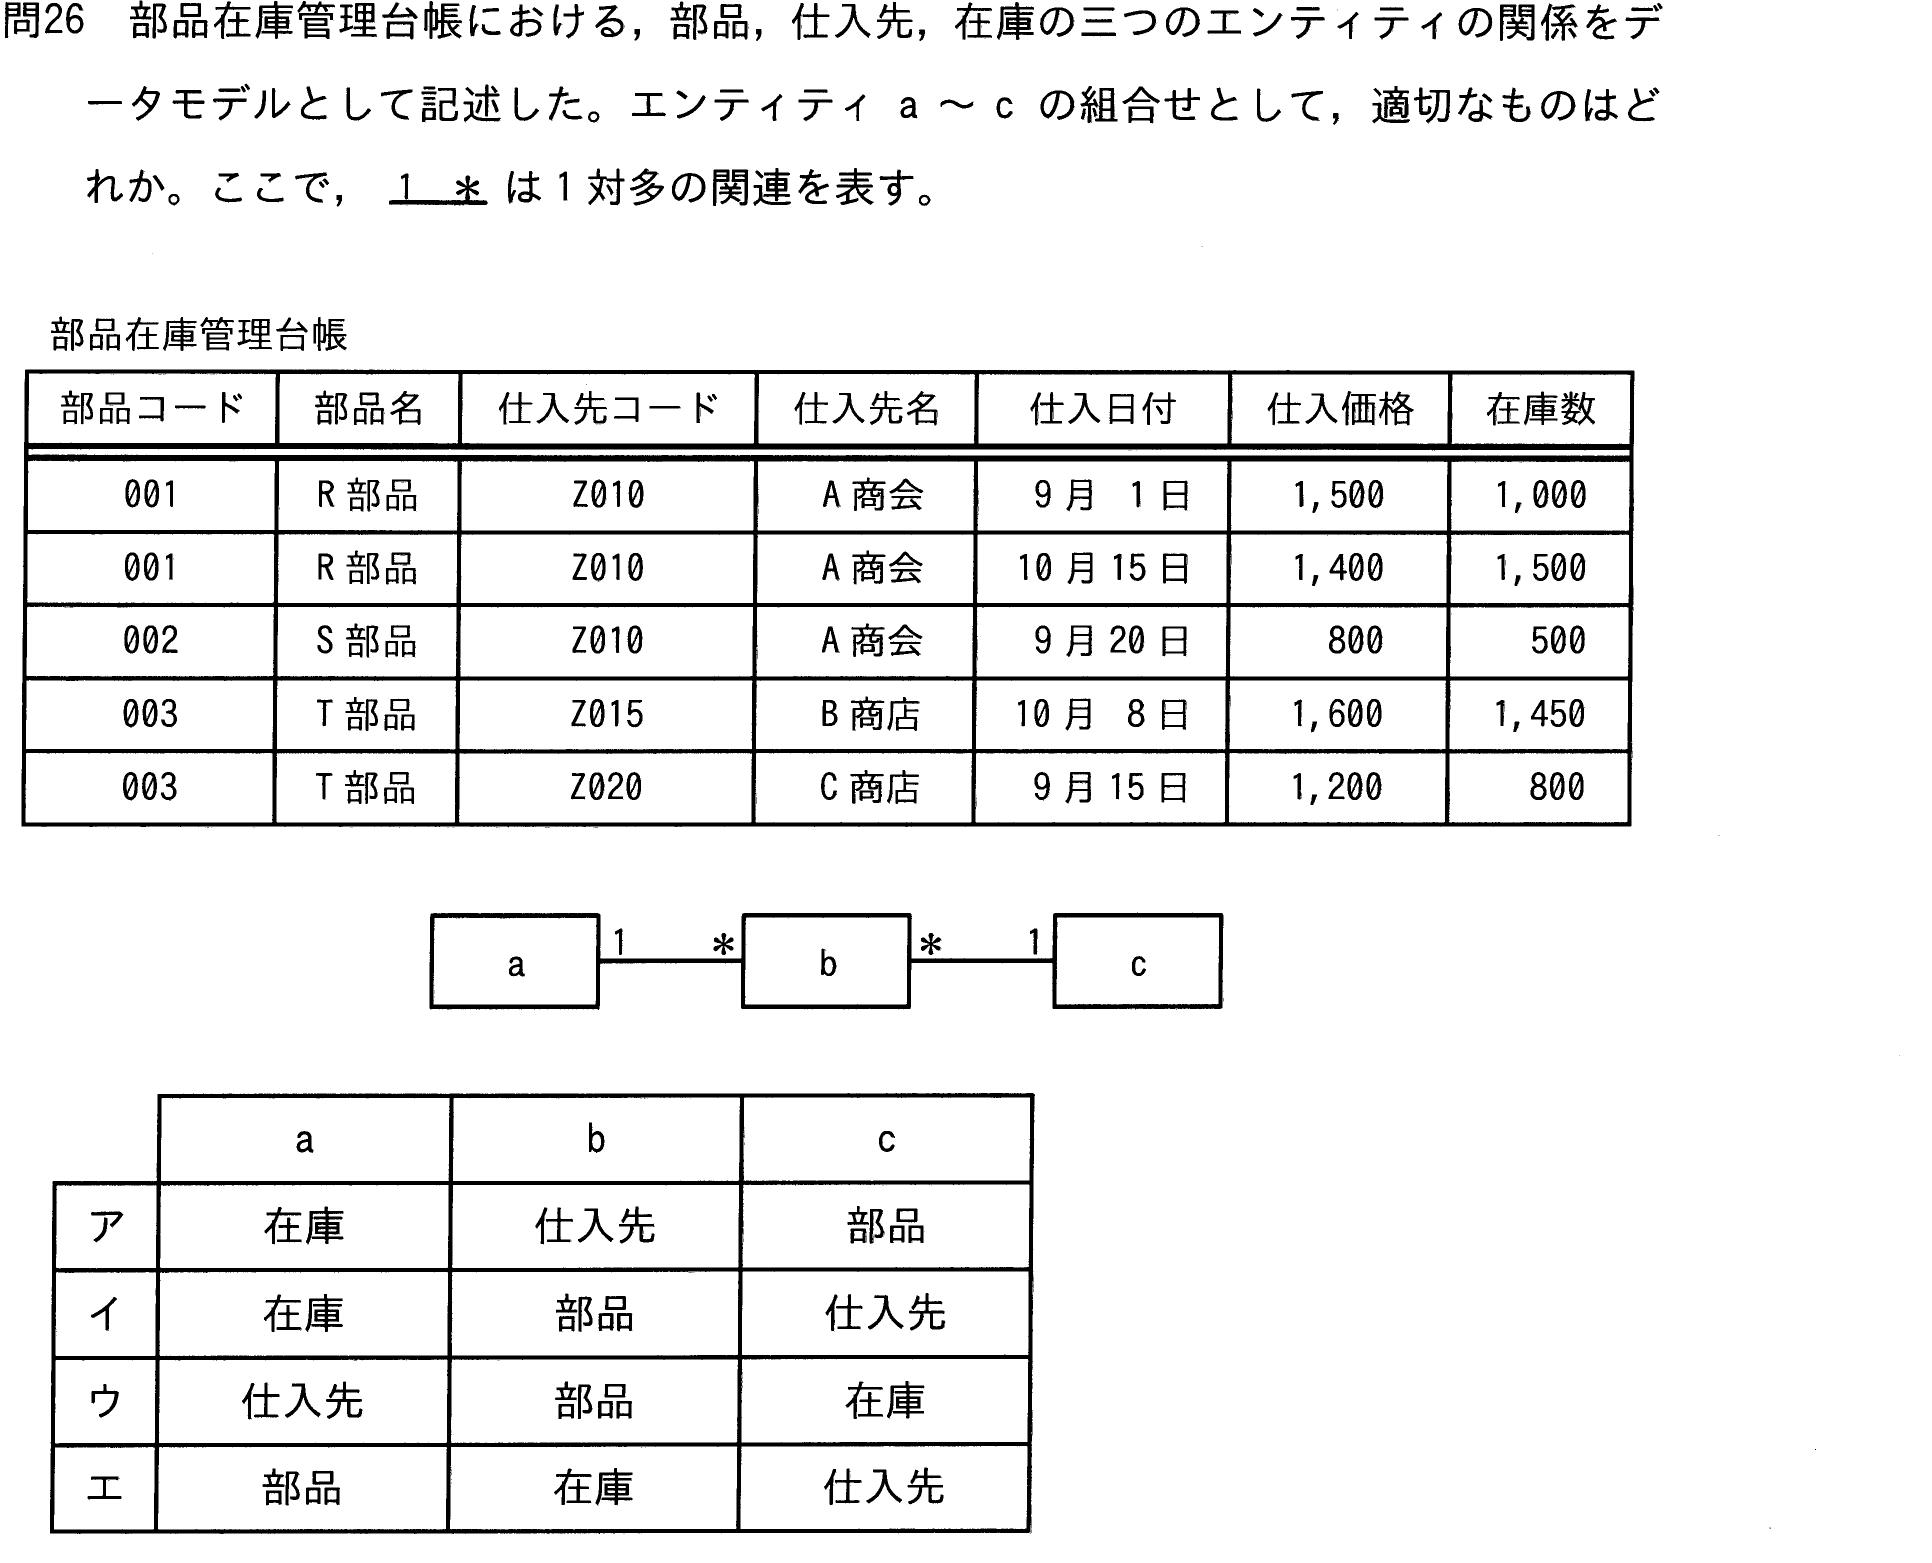 問26 部品在庫管理台帳における，部品，仕入先，在庫の三つのエンティティの関係をデ
ータモデルとして記述した。エンティティ a ～ c の組合せとして，適切なものはど
れか。ここで， 1 * は1対多の関連を表す。
部品在庫管理台帳
部品コード 部品名 仕入先コード 仕入先名 仕入日付 仕入価格 在庫数
001 R部品 Z010 A商会 9月 1日 1,500 1,000
001 R部品 Z010 A商会 10月15日 1,400 1,500
002 S部品 Z010 A商会 9月20日 800 500
003 T部品 Z015 B商店 10月 8日 1,600 1,450
003 T部品 Z020 C商店 9月15日 1,200 800
a 1 * b * 1 c
a b c
ア 在庫 仕入先 部品
イ 在庫 部品 仕入先
ウ 仕入先 部品 在庫
エ 部品 在庫 仕入先